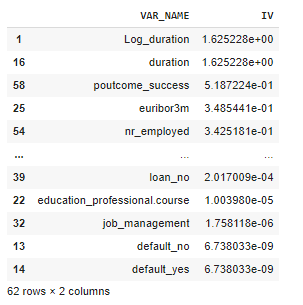 VAR_NAME IV
1 Log_duration 1.625228e+00
16 duration 1.625228e+00
58 poutcome_success 5.187224e-01
25 euribor3m 3.485441e-01
54 nr_employed 3.425181e-01
... ... ...
39 loan_no 2.017009e-04
22 education_professional.course 1.003980e-05
32 job_management 1.758118e-06
13 default_no 6.738033e-09
14 default_yes 6.738033e-09
62 rows × 2 columns